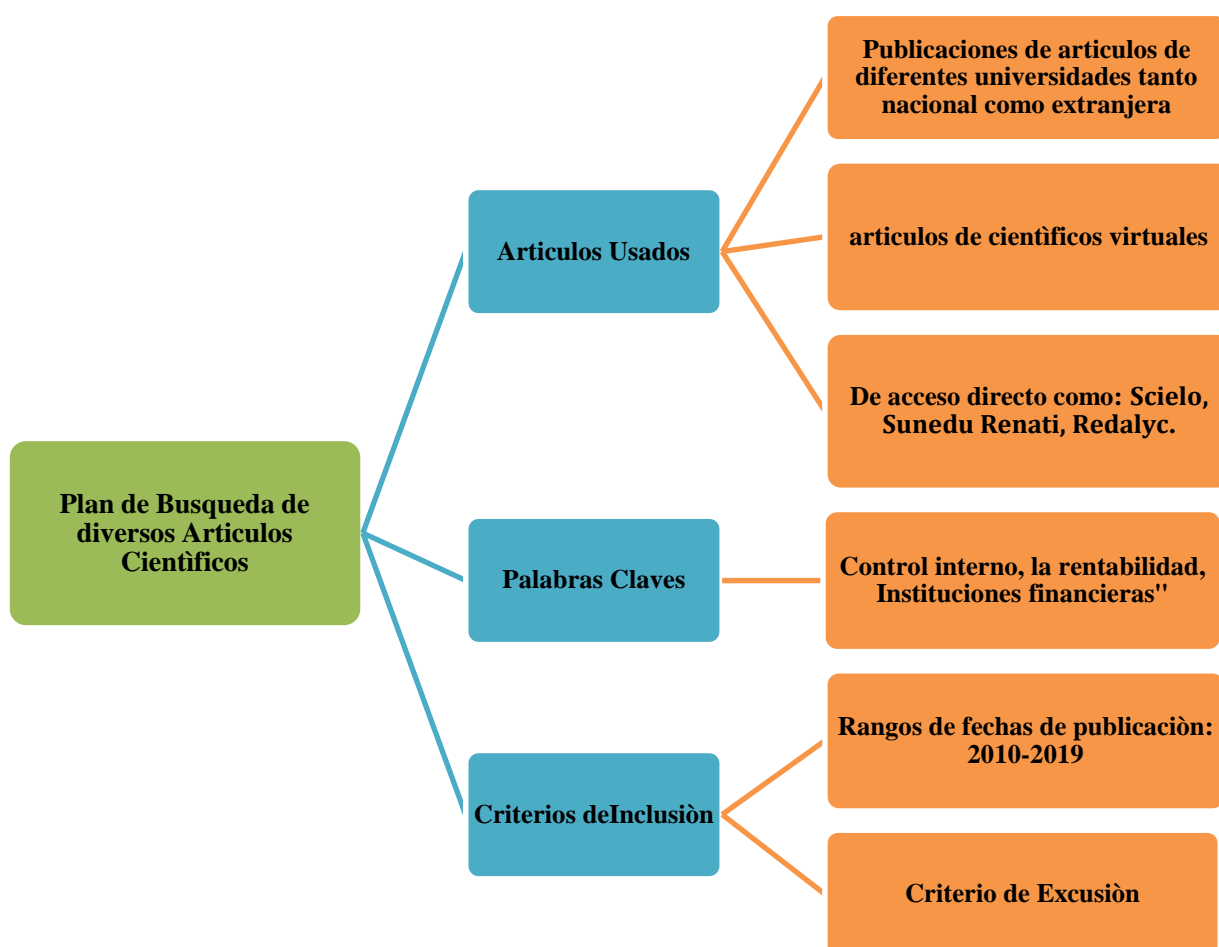 Publicaciones de articulos de
diferentes universidades tanto
nacional como extranjera
Articulos Usados
articulos de cientìficos virtuales
De acceso directo como: Scielo,
Sunedu Renati, Redalyc.
Plan de Busqueda de
diversos Articulos
Cientìficos
Palabras Claves
Control interno, la rentabilidad,
Instituciones financieras"
Criterios deInclusiòn
Rangos de fechas de publicaciòn:
2010-2019
Criterio de Excusiòn